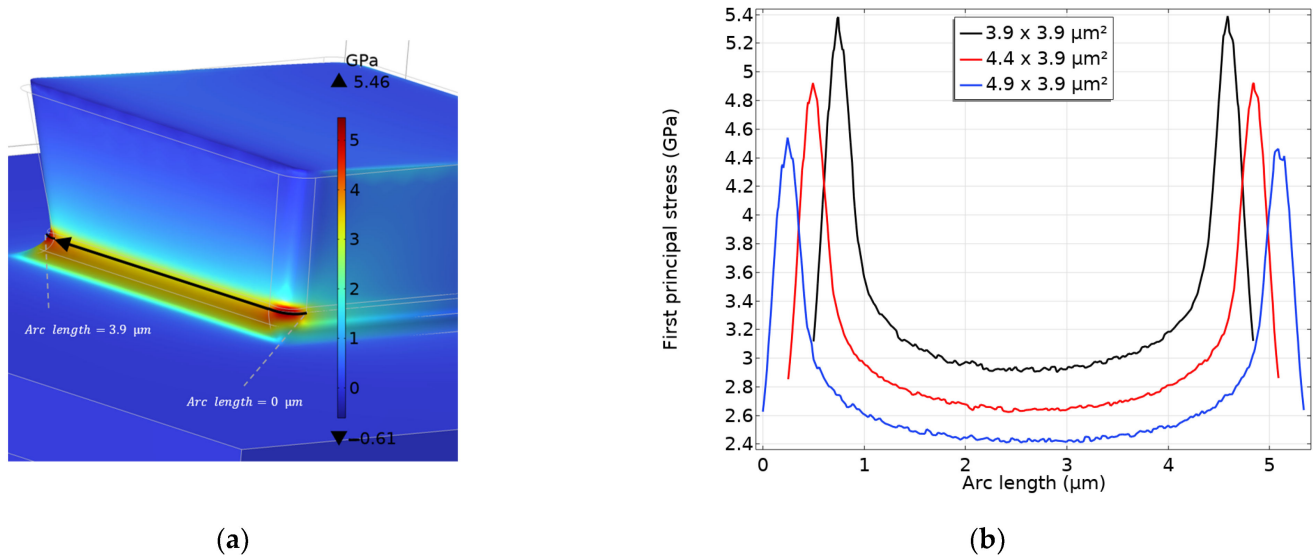 GPa
5.46
5
4
3
2
1
0
−0.61
Arc length = 3.9 μm
Arc length = 0 μm
(a)
5.4
5.2
5
4.8
4.6
4.4
4.2
4
3.8
3.6
3.4
3.2
3
2.8
2.6
2.4
First principal stress (GPa)
3.9 x 3.9 μm²
4.4 x 3.9 μm²
4.9 x 3.9 μm²
0 1 2 3 4 5
Arc length (μm)
(b)